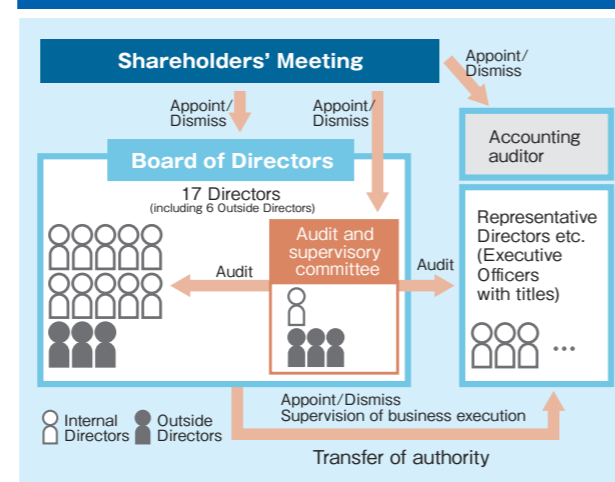 Shareholders’ Meeting
Appoint/
Dismiss
Appoint/
Dismiss
Appoint/
Dismiss
Accounting
auditor
Board of Directors
17 Directors
(including 6 Outside Directors)
Audit and
supervisory
committee
Audit
Audit
Representative
Directors etc.
(Executive
Officers
with titles)
...
Internal
Directors
Outside
Directors
Appoint/Dismiss
Supervision of business execution
Transfer of authority